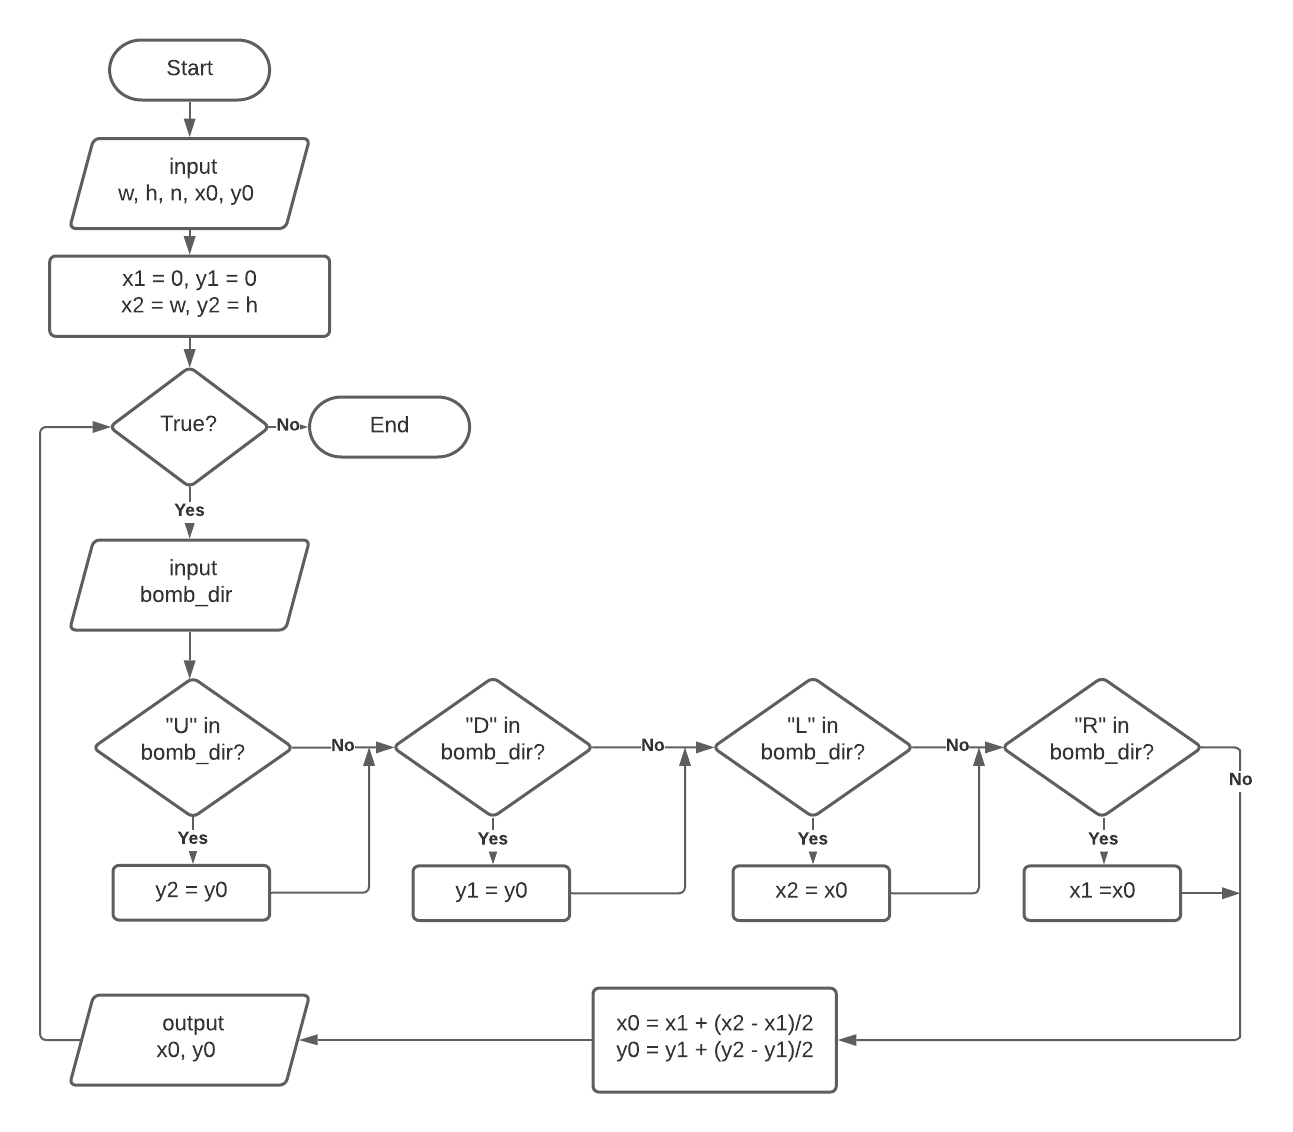 Start
input
w, h, n, x0, y0
x1 = 0, y1 = 0
x2 = w, y2 = h
True?
No
End
Yes
input
bomb_dir
"U" in
bomb_dir?
No
Yes
y2 = y0
"D" in
bomb_dir?
No
Yes
y1 = y0
"L" in
bomb_dir?
No
Yes
x2 = x0
"R" in
bomb_dir?
No
Yes
x1 =x0
x0 = x1 + (x2 - x1)/2
y0 = y1 + (y2 - y1)/2
output
x0, y0